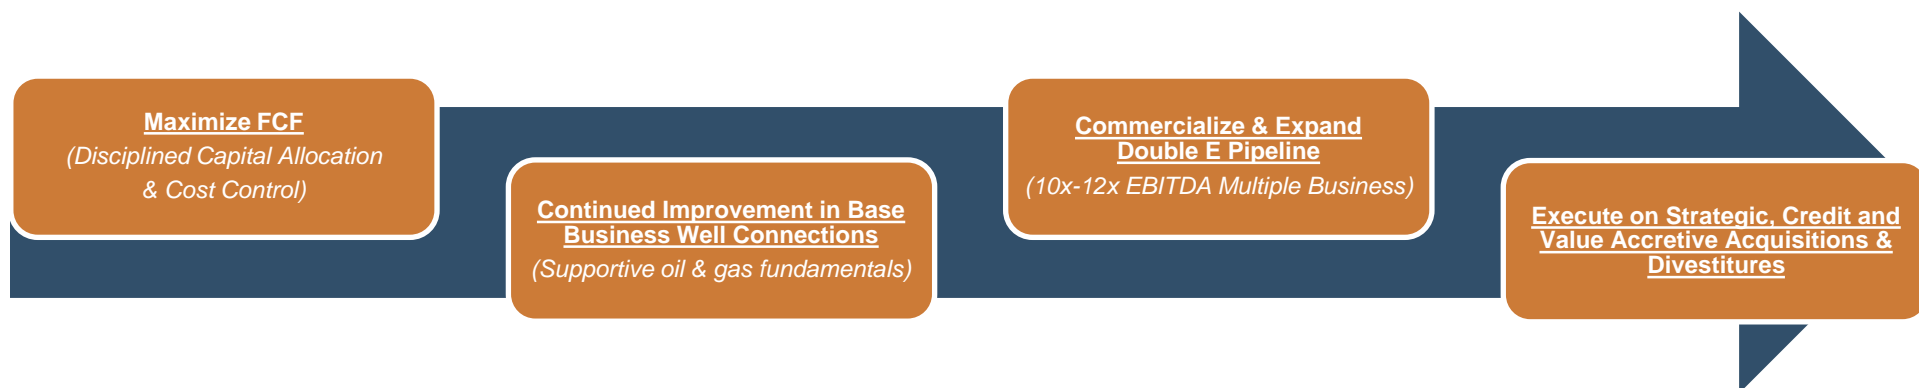 Maximize FCF
(Disciplined Capital Allocation
& Cost Control)
Continued Improvement in Base
Business Well Connections
(Supportive oil & gas fundamentals)
Commercialize & Expand
Double E Pipeline
(10x-12x EBITDA Multiple Business)
Execute on Strategic, Credit and
Value Accretive Acquisitions &
Divestitures